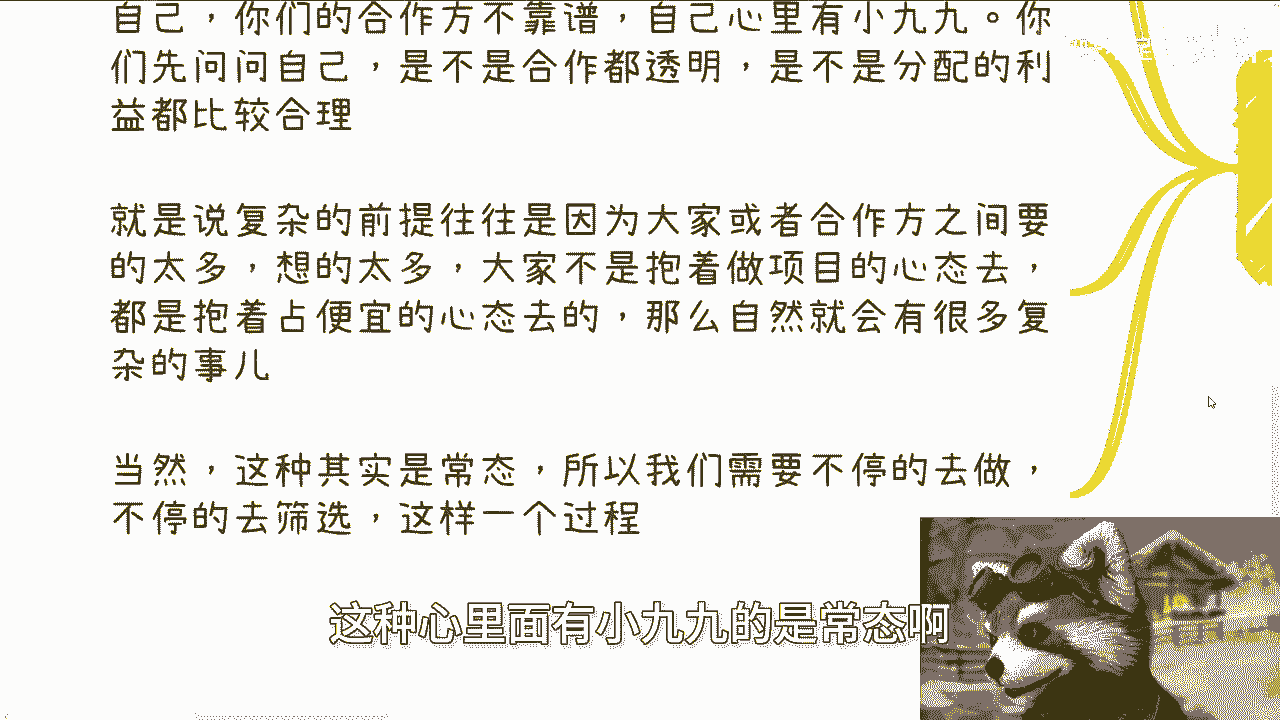 自己，你们的合作方不靠谱，自己心里有小九九。你
们先问问自己，是不是合作都透明，是不是分配的利
益都比较合理
就是说复杂的前提往往是因为大家或者合作方之间要
的太多，想的太多，大家不是抱着做项目的心态去，
都是抱着占便宜的心态去的，那么自然就会有很多复
杂的事儿
当然，这种其实是常态，所以我们需要不停的去做，
不停的去筛选，这样一个过程
这种心里面有小九九的是常态啊